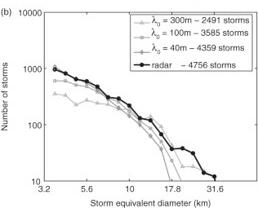 (b)
10000
λ₀ = 300m – 2491 storms
λ₀ = 100m – 3585 storms
λ₀ = 40m – 4359 storms
radar – 4756 storms
1000
100
10
Number of storms
3.2 5.6 10 17.8 31.6
Storm equivalent diameter (km)